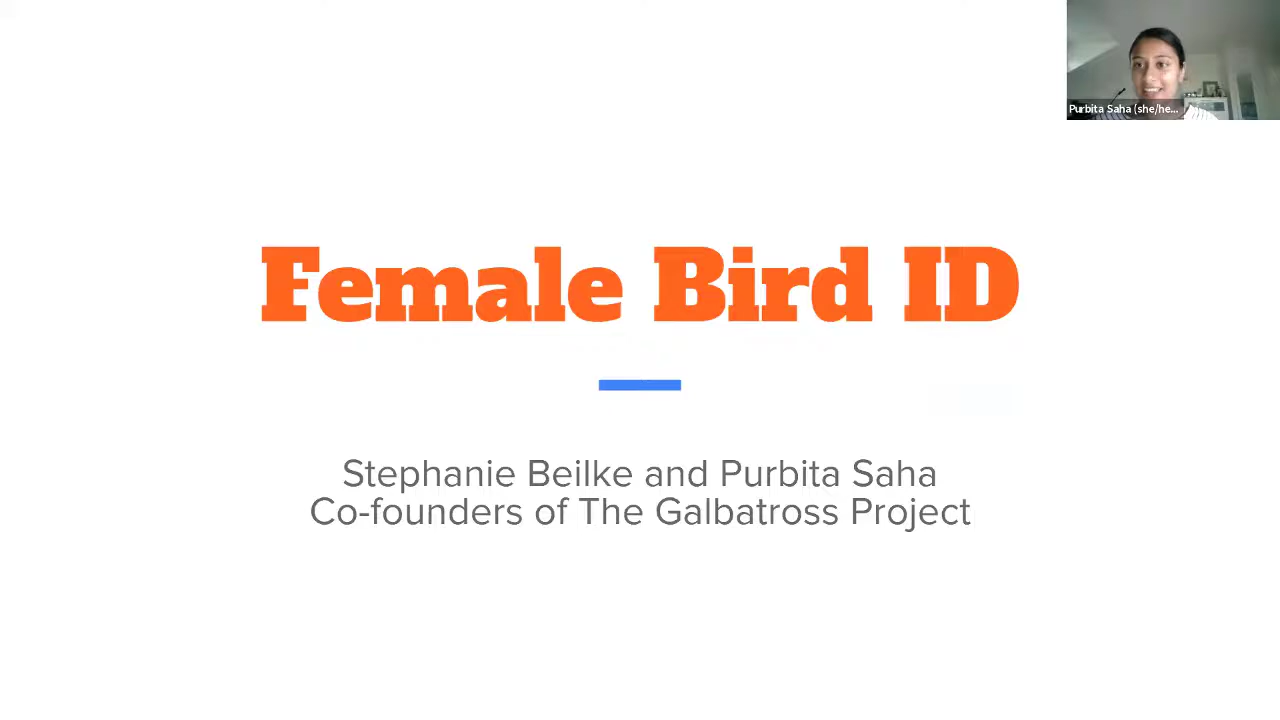 Purbita Saha (she/he...
Female Bird ID
Stephanie Beilke and Purbita Saha
Co-founders of The Galbatross Project